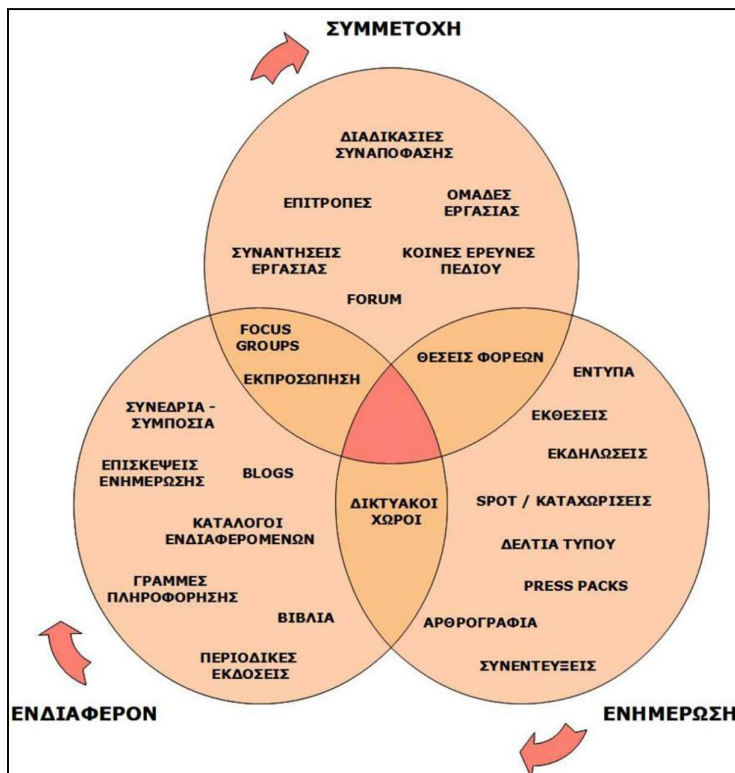 ΣΥΜΜΕΤΟΧΗ
ΔΙΑΔΙΚΑΣΙΕΣ
ΣΥΝΑΠΟΦΑΣΗΣ
ΕΠΙΤΡΟΠΕΣ
ΟΜΑΔΕΣ
ΕΡΓΑΣΙΑΣ
ΣΥΝΑΝΤΗΣΕΙΣ
ΕΡΓΑΣΙΑΣ
ΚΟΙΝΕΣ ΕΡΕΥΝΕΣ
ΠΕΔΙΟΥ
FORUM
FOCUS
GROUPS
ΕΚΠΡΟΣΩΠΗΣΗ
ΘΕΣΕΙΣ ΦΟΡΕΩΝ
ΕΝΤΥΠΑ
ΕΚΘΕΣΕΙΣ
ΕΚΔΗΛΩΣΕΙΣ
SPOT / ΚΑΤΑΧΩΡΙΣΕΙΣ
ΔΕΛΤΙΑ ΤΥΠΟΥ
PRESS PACKS
ΑΡΘΡΟΓΡΑΦΙΑ
ΣΥΝΕΝΤΕΥΞΕΙΣ
ΣΥΝΕΔΡΙΑ -
ΣΥΜΠΟΣΙΑ
ΕΠΙΣΚΕΨΕΙΣ
ΕΝΗΜΕΡΩΣΗΣ
BLOGS
ΔΙΚΤΥΑΚΟΙ
ΧΩΡΟΙ
ΚΑΤΑΛΟΓΟΙ
ΕΝΔΙΑΦΕΡΟΜΕΝΩΝ
ΓΡΑΜΜΕΣ
ΠΛΗΡΟΦΟΡΗΣΗΣ
ΒΙΒΛΙΑ
ΠΕΡΙΟΔΙΚΕΣ
ΕΚΔΟΣΕΙΣ
ΕΝΔΙΑΦΕΡΟΝ
ΕΝΗΜΕΡΩΣΗ